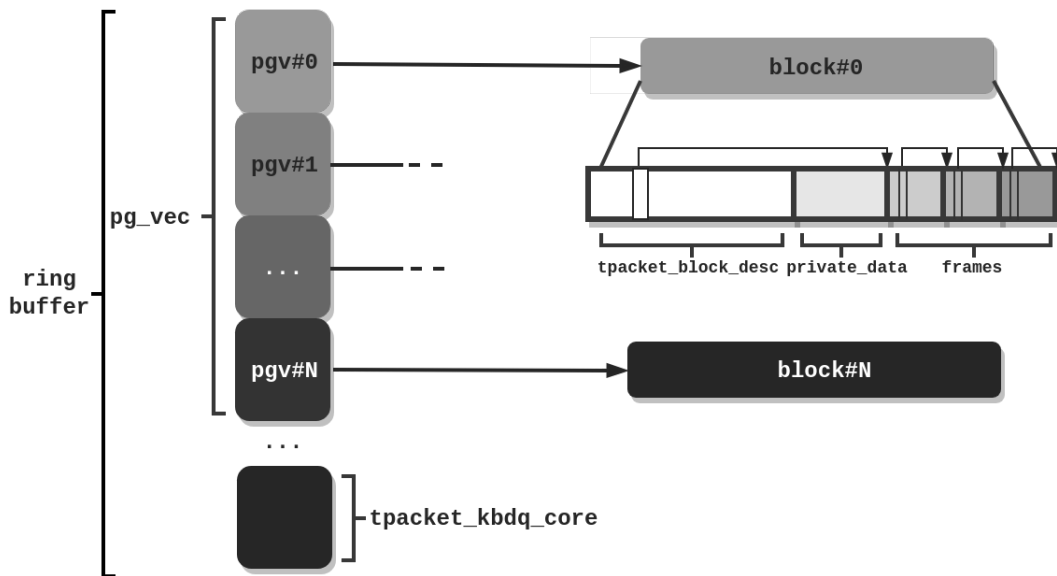 pgv#0
block#0
pgv#1
pg_vec
...
tpacket_block_desc
private_data
frames
ring
buffer
pgv#N
block#N
...
tpacket_kbdq_core